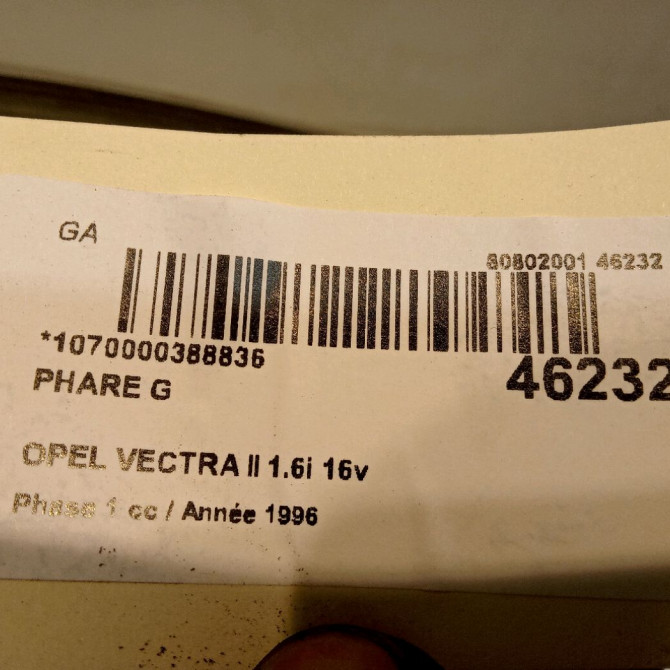 GA
80802001 46232
*1070000388836
46232
PHARE G
OPEL VECTRA II 1.6i 16v
Phase 1 cc / Année 1996